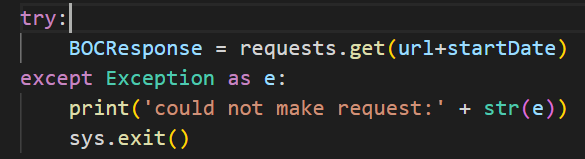 try:
    BOCResponse = requests.get(url+startDate)
except Exception as e:
    print('could not make request:' + str(e))
    sys.exit()